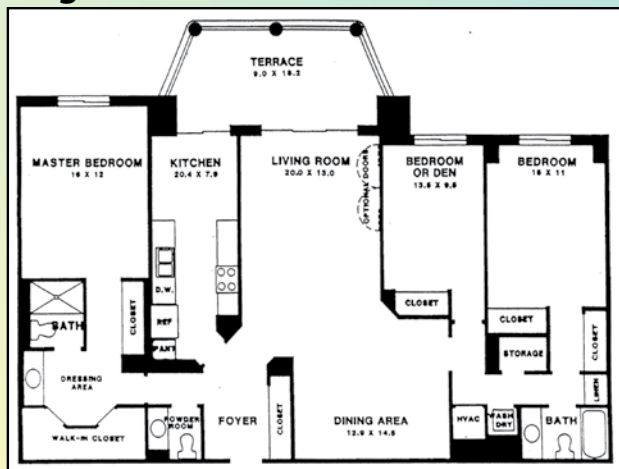 TERRACE
9.0 X 18.2
MASTER BEDROOM
16 X 12
KITCHEN
20.4 X 7.9
LIVING ROOM
20.0 X 13.0
OPTIONAL DOORS
BEDROOM
OR DEN
13.5 X 9.5
BEDROOM
15 X 11
D.W.
REF
PAN'T
CLOSET
BATH
CLOSET
CLOSET
CLOSET
STORAGE
LINEN
DRESSING
AREA
WALK-IN CLOSET
POWDER
ROOM
FOYER
CLOSET
DINING AREA
12.9 X 14.5
HVAC
WASH
DRY
BATH